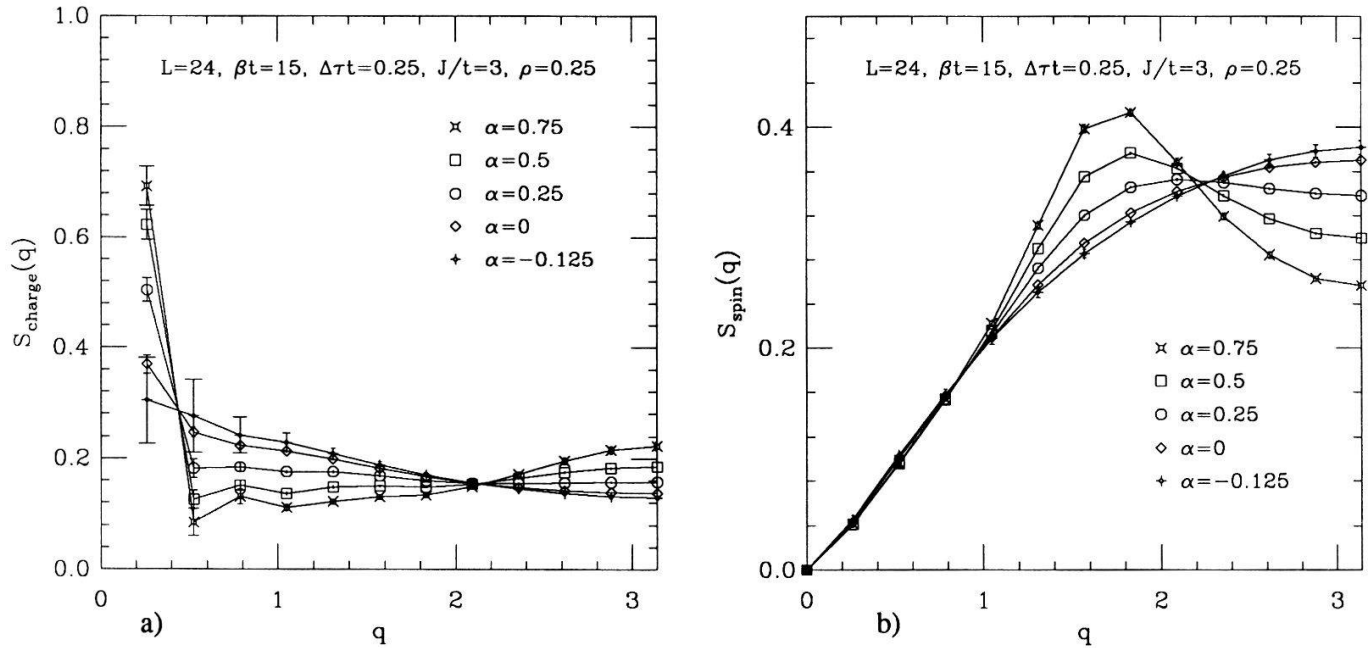 1.0
0.8
0.6
0.4
0.2
0.0
S_charge(q)
L=24, βt=15, Δτt=0.25, J/t=3, ρ=0.25
α=0.75
α=0.5
α=0.25
α=0
α=−0.125
0 1 2 3
a) q
0.4
0.2
0.0
S_spin(q)
L=24, βt=15, Δτt=0.25, J/t=3, ρ=0.25
α=0.75
α=0.5
α=0.25
α=0
α=−0.125
0 1 2 3
b) q